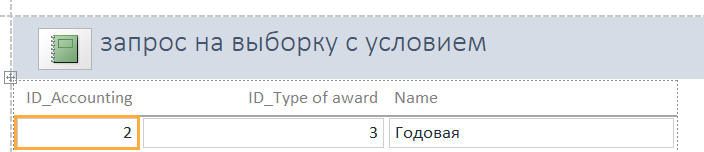 запрос на выборку с условием
ID_Accounting ID_Type of award Name
2 3 Годовая